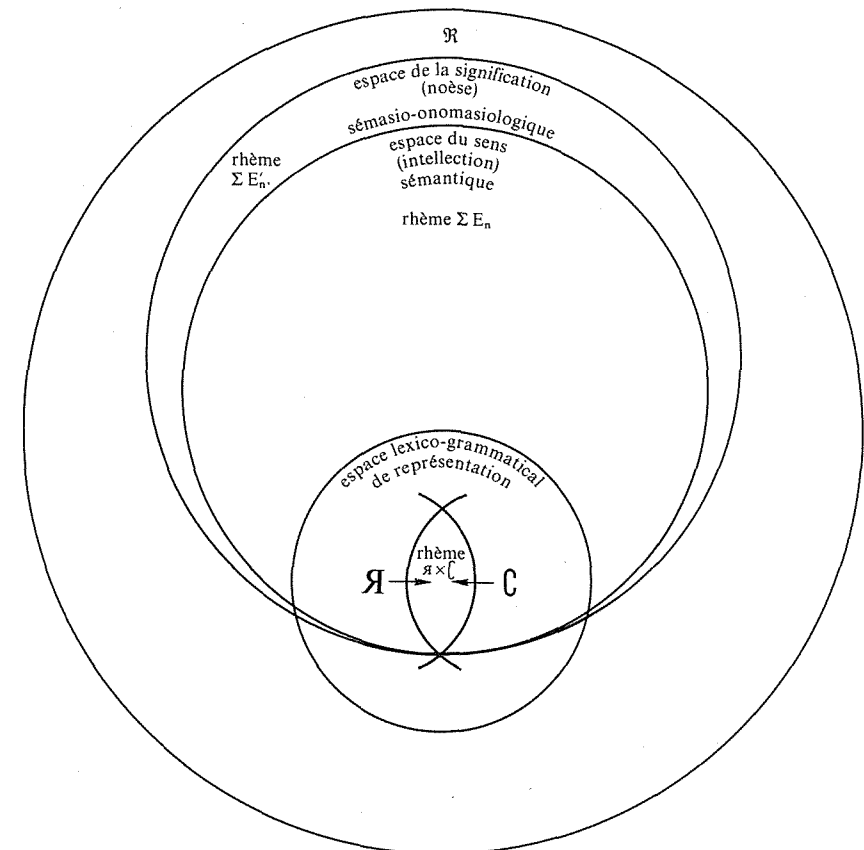 ℜ
espace de la signification
(noèse)
sémasio-onomasiologique
espace du sens
(intellection)
sémantique
rhème
Σ E′ₙ.
rhème Σ Eₙ
espace lexico-grammatical
de représentation
rhème
я×C
Я C